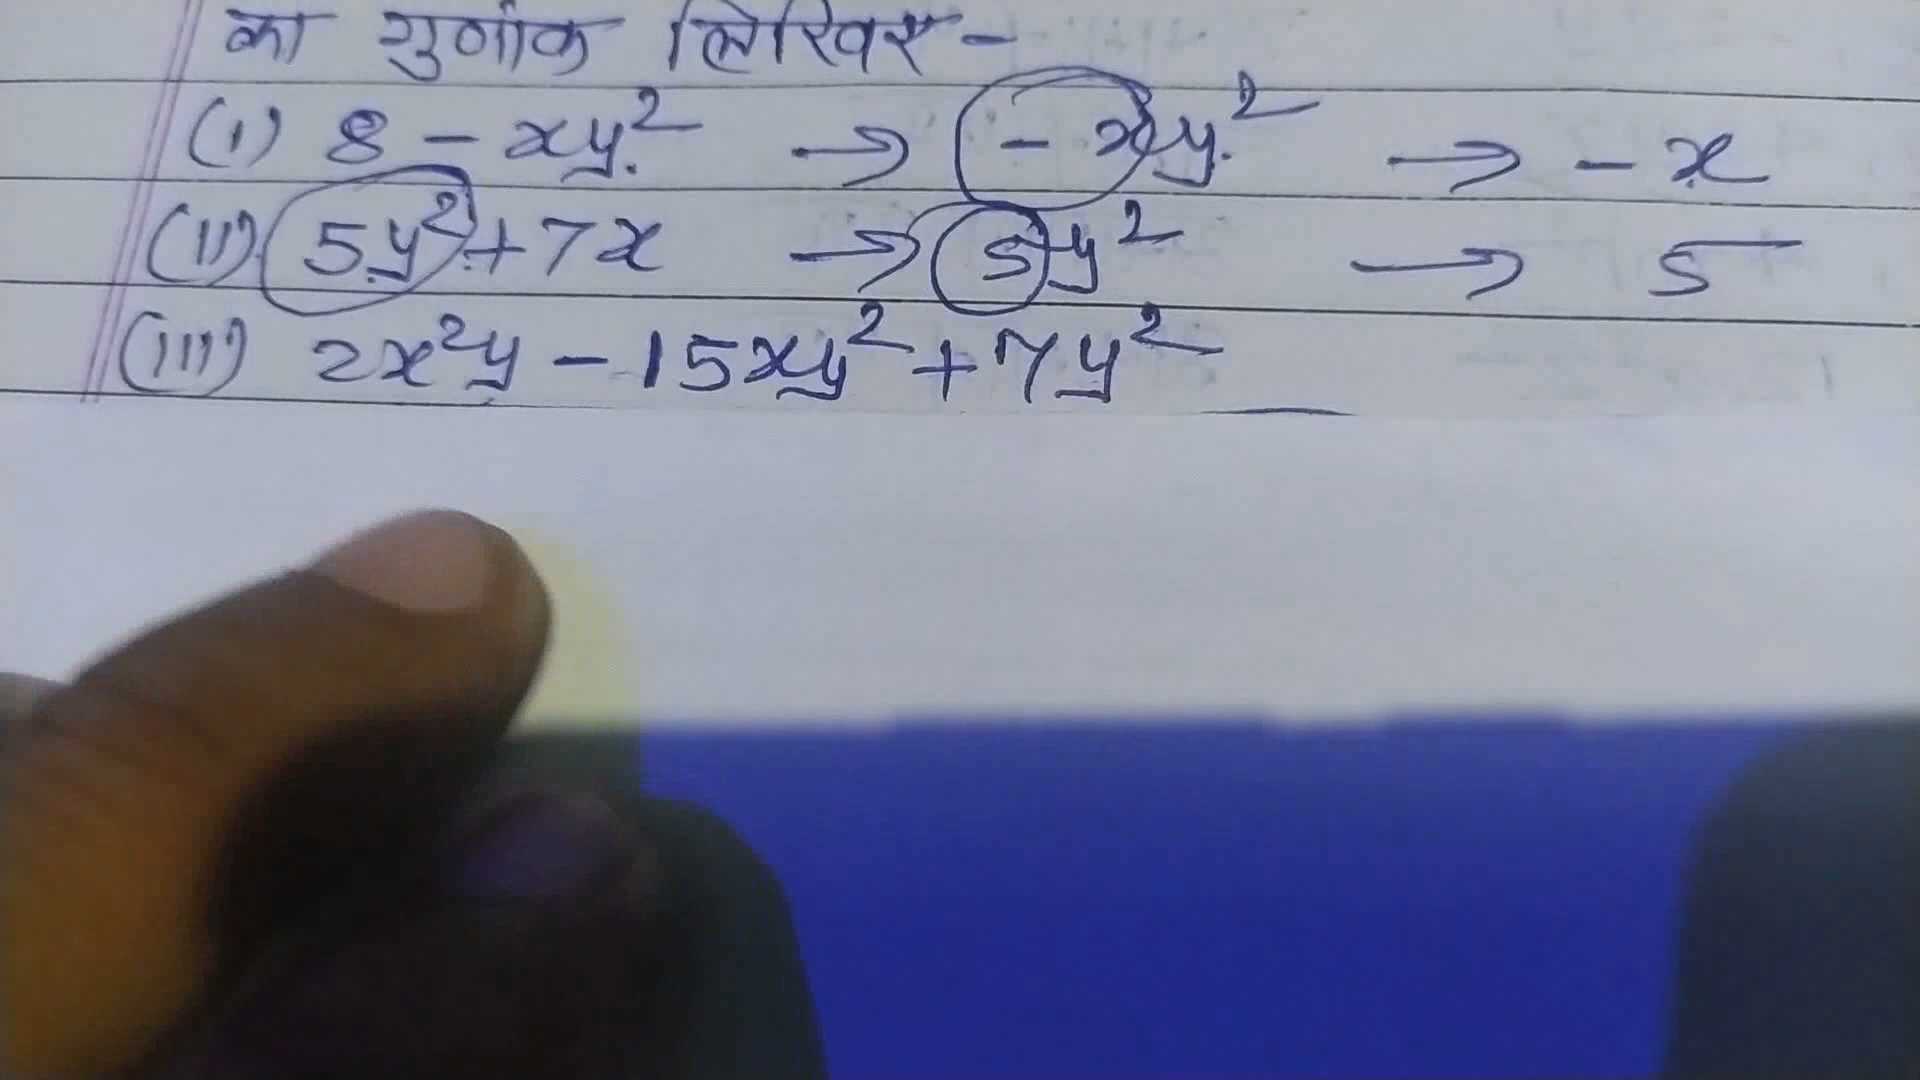 का गुणांक लिखिए -
(i) 8 - xy² → - xy² → - x
(ii) 5y² + 7x → 5y² → 5
(iii) 2x²y - 15xy² + 7y²